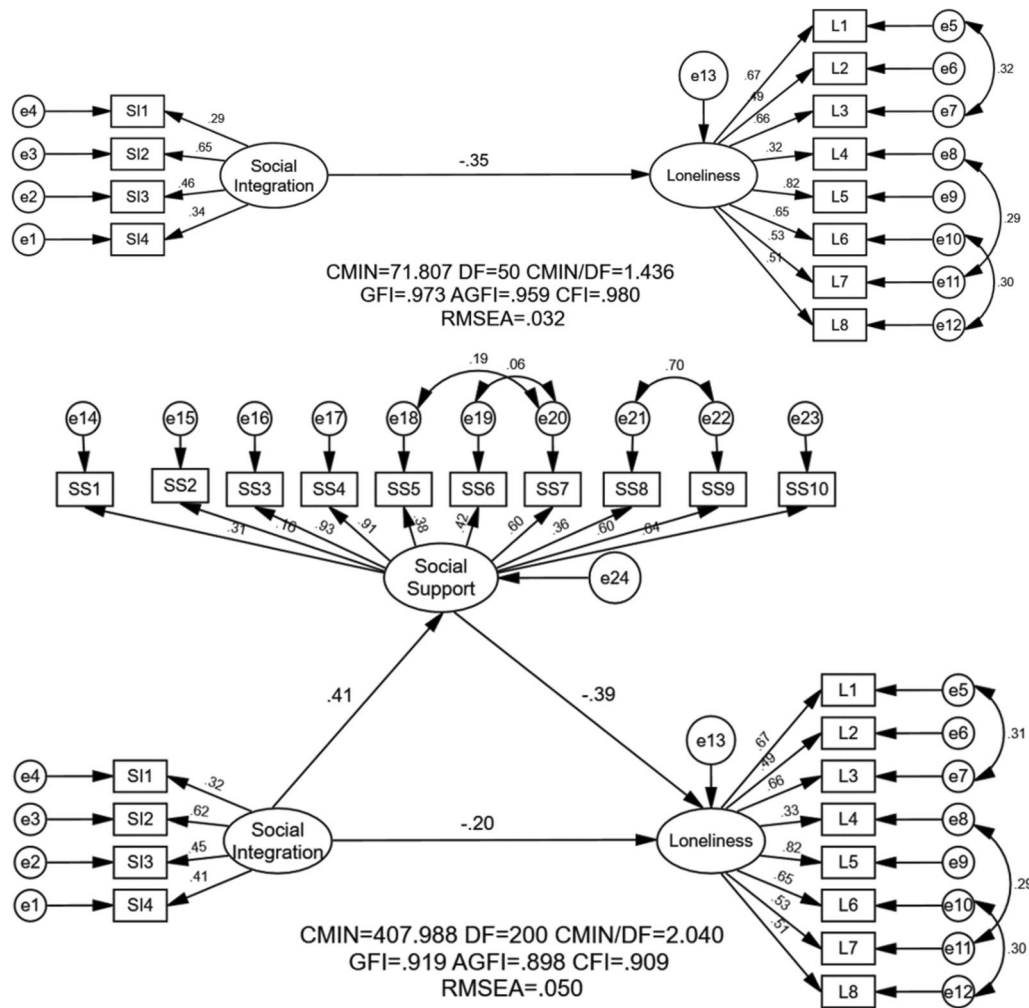 L1
e5
.67
L2
e6
.32
e13
.49
e4
SI1
.29
.66
L3
e7
e3
SI2
.65
Social
Integration
-.35
Loneliness
.32
L4
e8
e2
SI3
.46
.82
L5
e9
.29
e1
SI4
.34
.65
L6
e10
.53
L7
e11
.30
.51
L8
e12
CMIN=71.807 DF=50 CMIN/DF=1.436
GFI=.973 AGFI=.959 CFI=.980
RMSEA=.032
.19
.06
.70
e14
e15
e16
e17
e18
e19
e20
e21
e22
e23
SS1
SS2
SS3
SS4
SS5
SS6
SS7
SS8
SS9
SS10
.31
.16
.93
.91
.38
.42
.60
.36
.60
.64
Social
Support
e24
.41
-.39
L1
e5
.67
L2
e6
.31
e13
.49
e4
SI1
.32
.66
L3
e7
e3
SI2
.62
Social
Integration
-.20
Loneliness
.33
L4
e8
e2
SI3
.45
.82
L5
e9
.29
e1
SI4
.41
.65
L6
e10
.53
L7
e11
.30
.51
L8
e12
CMIN=407.988 DF=200 CMIN/DF=2.040
GFI=.919 AGFI=.898 CFI=.909
RMSEA=.050